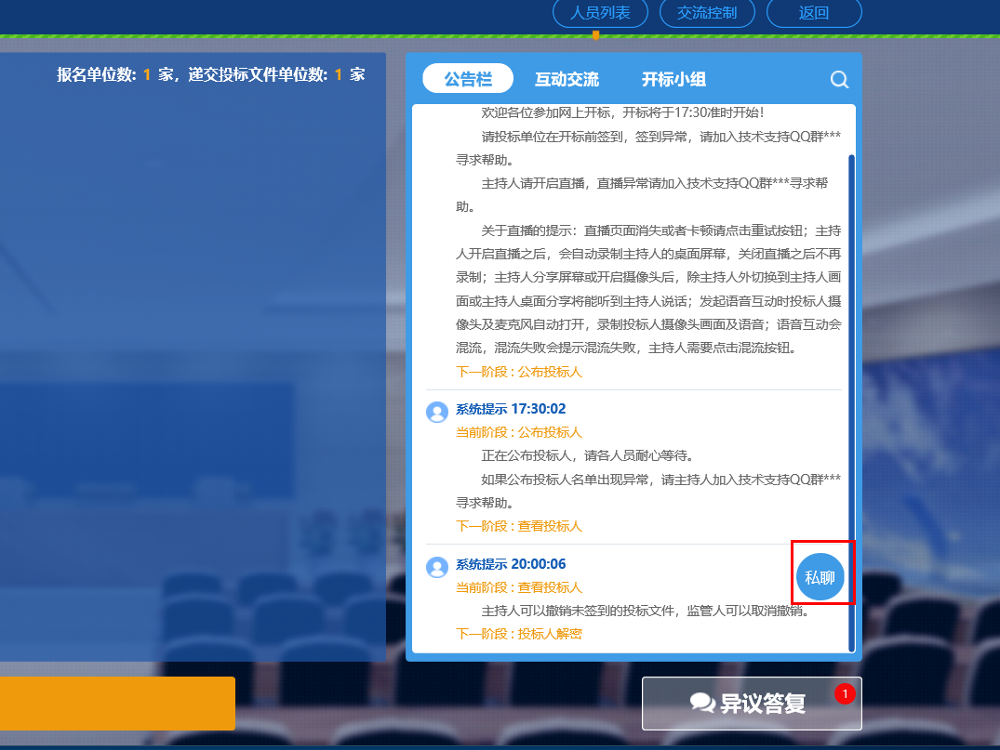 人员列表 交流控制 返回
报名单位数: 1 家，递交投标文件单位数: 1 家
公告栏 互动交流 开标小组
欢迎各位参加网上开标，开标将于17:30准时开始！
请投标单位在开标前签到，签到异常，请加入技术支持QQ群***
寻求帮助。
主持人请开启直播，直播异常请加入技术支持QQ群***寻求帮
助。
关于直播的提示：直播页面消失或者卡顿请点击重试按钮；主持
人开启直播之后，会自动录制主持人的桌面屏幕，关闭直播之后不再
录制；主持人分享屏幕或开启摄像头后，除主持人外切换到主持人画
面或主持人桌面分享将能听到主持人说话；发起语音互动时投标人摄
像头及麦克风自动打开，录制投标人摄像头画面及语音；语音互动会
混流，混流失败会提示混流失败，主持人需要点击混流按钮。
下一阶段 : 公布投标人
系统提示 17:30:02
当前阶段 : 公布投标人
正在公布投标人，请各人员耐心等待。
如果公布投标人名单出现异常，请主持人加入技术支持QQ群***
寻求帮助。
下一阶段 : 查看投标人
系统提示 20:00:06
当前阶段 : 查看投标人
私聊
主持人可以撤销未签到的投标文件，监管人可以取消撤销。
下一阶段 : 投标人解密
异议答复 1